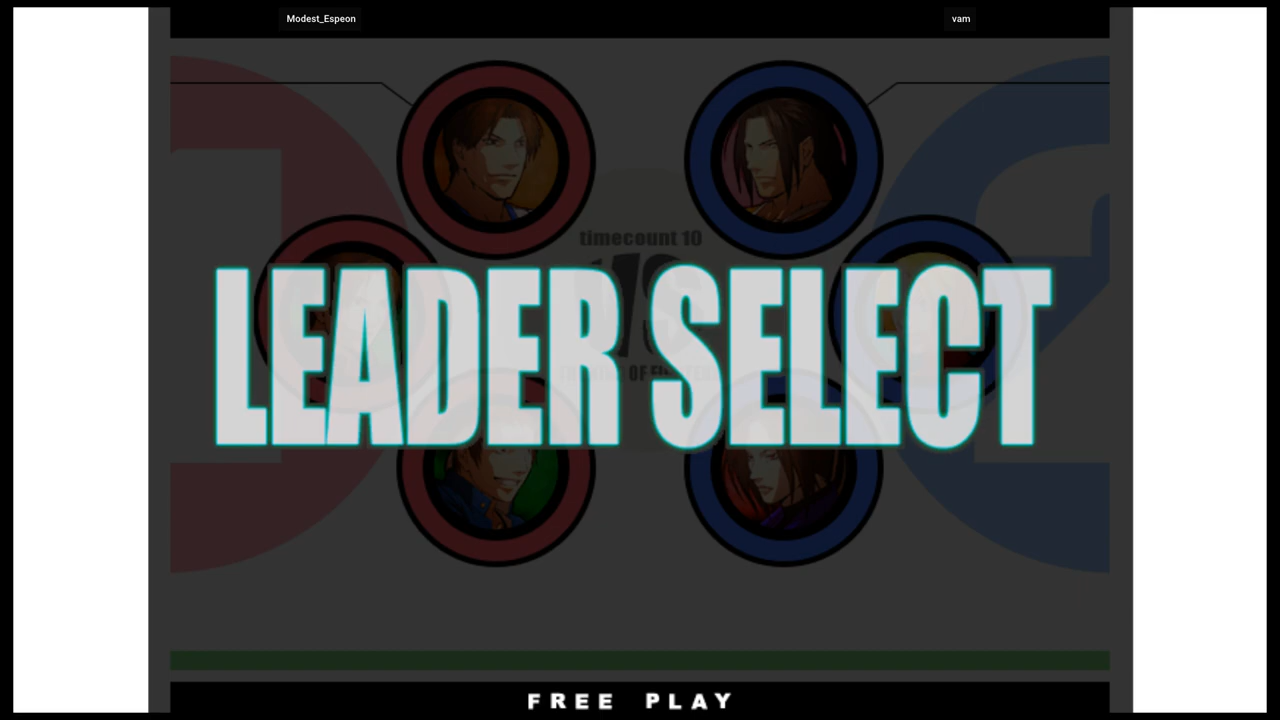 Modest_Espeon
vam
timecount 10
LEADER SELECT
FREE PLAY